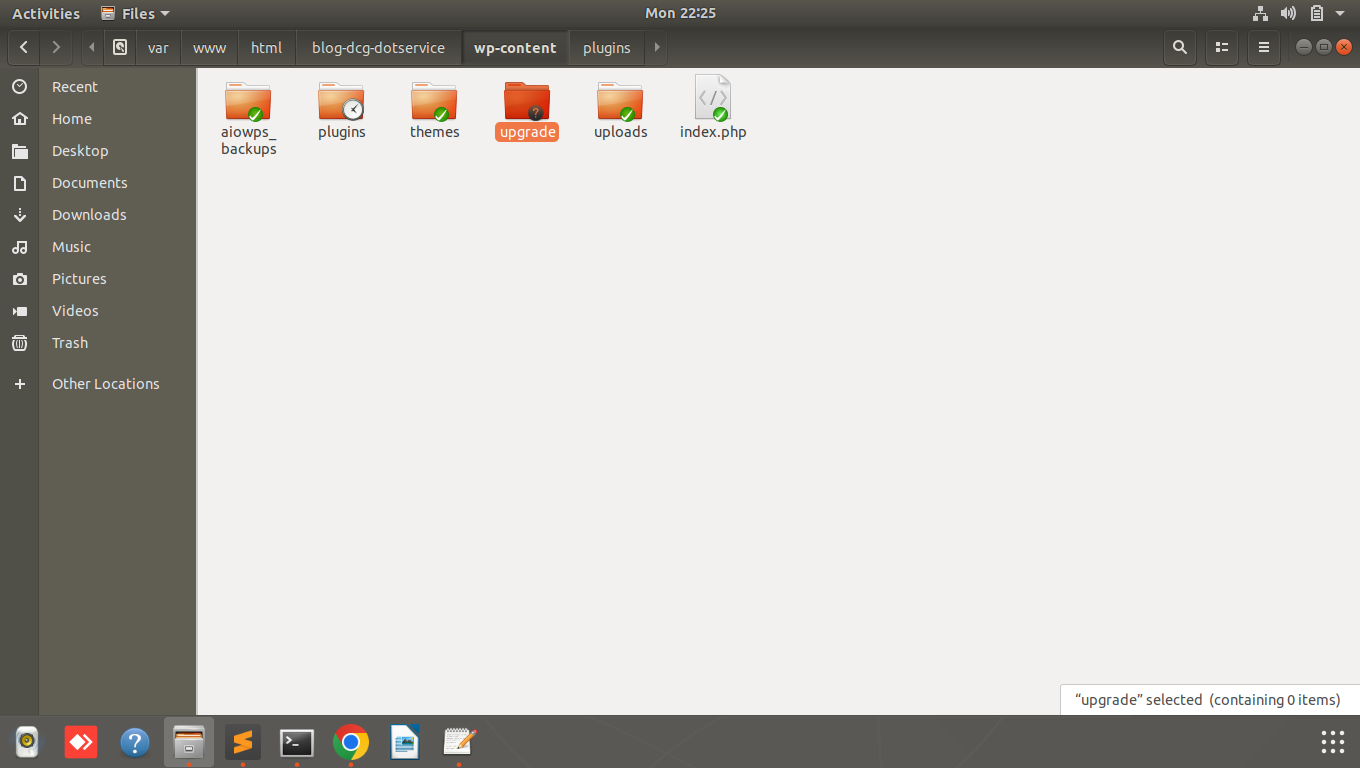 Activities
Files
Mon 22:25
var
www
html
blog-dcg-dotservice
wp-content
plugins
Recent
Home
Desktop
Documents
Downloads
Music
Pictures
Videos
Trash
Other Locations
aiowps_
backups
plugins
themes
upgrade
uploads
index.php
“upgrade” selected (containing 0 items)